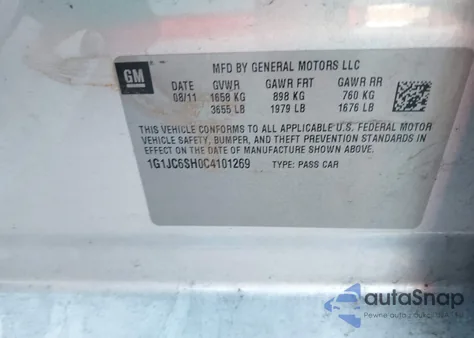 GM
MFD BY GENERAL MOTORS LLC
DATE GVWR GAWR FRT GAWR RR
08/11 1658 KG 898 KG 760 KG
3655 LB 1979 LB 1676 LB
THIS VEHICLE CONFORMS TO ALL APPLICABLE U.S. FEDERAL MOTOR
VEHICLE SAFETY, BUMPER, AND THEFT PREVENTION STANDARDS IN
EFFECT ON THE DATE OF MANUFACTURE SHOWN ABOVE.
1G1JC6SH0C4101269 TYPE: PASS CAR
autoSnap
Pewne auto z